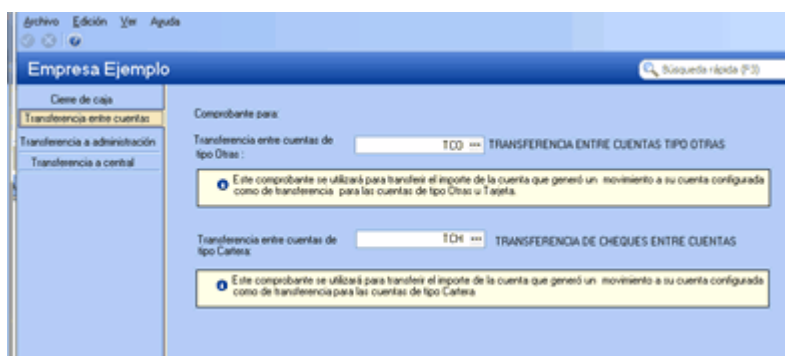 Archivo Edición Ver Ayuda
Empresa Ejemplo
Búsqueda rápida (F3)
Cierre de caja
Transferencia entre cuentas
Transferencia a administración
Transferencia a central
Comprobante para:
Transferencia entre cuentas de
tipo Otras :
TCO ... TRANSFERENCIA ENTRE CUENTAS TIPO OTRAS
Este comprobante se utilizará para transferir el importe de la cuenta que generó un movimiento a su cuenta configurada
como de transferencia para las cuentas de tipo Otras u Tarjeta.
Transferencia entre cuentas de
tipo Cartera:
TCH ... TRANSFERENCIA DE CHEQUES ENTRE CUENTAS
Este comprobante se utilizará para transferir el importe de la cuenta que generó un movimiento a su cuenta configurada
como de transferencia para las cuentas de tipo Cartera